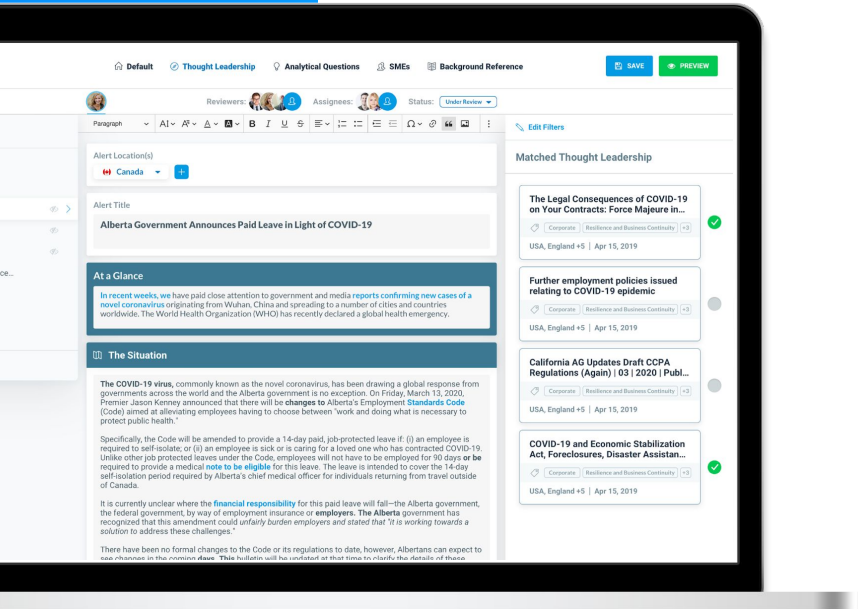 Default
Thought Leadership
Analytical Questions
SMEs
Background Reference
SAVE
PREVIEW
Reviewers:
Assignees:
Status:
Under Review
Paragraph
B I U S
Edit Filters
Alert Location(s)
Canada
+
Alert Title
Alberta Government Announces Paid Leave in Light of COVID-19
ce...
At a Glance
In recent weeks, we have paid close attention to government and media reports confirming new cases of a
novel coronavirus originating from Wuhan, China and spreading to a number of cities and countries
worldwide. The World Health Organization (WHO) has recently declared a global health emergency.
The Situation
The COVID-19 virus, commonly known as the novel coronavirus, has been drawing a global response from
governments across the world and the Alberta government is no exception. On Friday, March 13, 2020,
Premier Jason Kenney announced that there will be changes to Alberta's Employment Standards Code
(Code) aimed at alleviating employees having to choose between "work and doing what is necessary to
protect public health."
Specifically, the Code will be amended to provide a 14-day paid, job-protected leave if: (i) an employee is
required to self-isolate; or (ii) an employee is sick or is caring for a loved one who has contracted COVID-19.
Unlike other job protected leaves under the Code, employees will not have to be employed for 90 days or be
required to provide a medical note to be eligible for this leave. The leave is intended to cover the 14-day
self-isolation period required by Alberta's chief medical officer for individuals returning from travel outside
of Canada.
It is currently unclear where the financial responsibility for this paid leave will fall—the Alberta government,
the federal government, by way of employment insurance or employers. The Alberta government has
recognized that this amendment could unfairly burden employers and stated that "it is working towards a
solution to address these challenges."
There have been no formal changes to the Code or its regulations to date, however, Albertans can expect to
see changes in the coming days. This bulletin will be updated at that time to clarify the details of these
Matched Thought Leadership
The Legal Consequences of COVID-19
on Your Contracts: Force Majeure in...
Corporate
Resilience and Business Continuity
+3
USA, England +5 | Apr 15, 2019
Further employment policies issued
relating to COVID-19 epidemic
Corporate
Resilience and Business Continuity
+3
USA, England +5 | Apr 15, 2019
California AG Updates Draft CCPA
Regulations (Again) | 03 | 2020 | Publ...
Corporate
Resilience and Business Continuity
+3
USA, England +5 | Apr 15, 2019
COVID-19 and Economic Stabilization
Act, Foreclosures, Disaster Assistan...
Corporate
Resilience and Business Continuity
+3
USA, England +5 | Apr 15, 2019